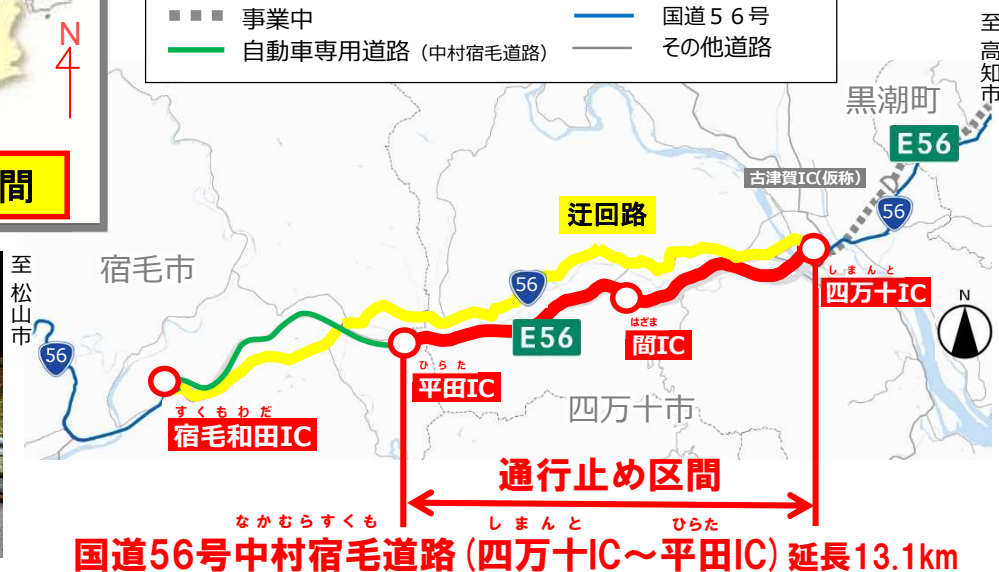 事業中
国道５６号
自動車専用道路（中村宿毛道路）
その他道路
N
間
至高知市
黒潮町
E56
古津賀IC(仮称)
56
迂回路
至松山市
宿毛市
56
しまんと
四万十IC
N
56
E56
はざま
間IC
ひらた
平田IC
四万十市
すくもわだ
宿毛和田IC
通行止め区間
なかむらすくも しまんと ひらた
国道56号中村宿毛道路(四万十IC～平田IC) 延長13.1km